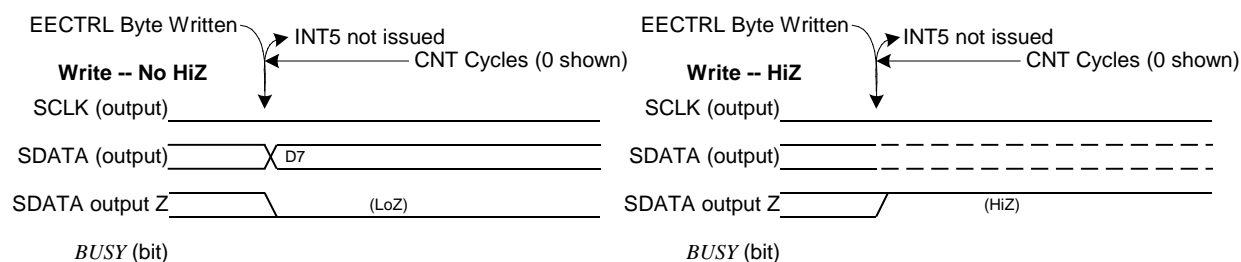 EECTRL Byte Written
INT5 not issued
CNT Cycles (0 shown)
Write -- No HiZ
SCLK (output)
SDATA (output)
D7
SDATA output Z
(LoZ)
BUSY (bit)
EECTRL Byte Written
INT5 not issued
CNT Cycles (0 shown)
Write -- HiZ
SCLK (output)
SDATA (output)
SDATA output Z
(HiZ)
BUSY (bit)